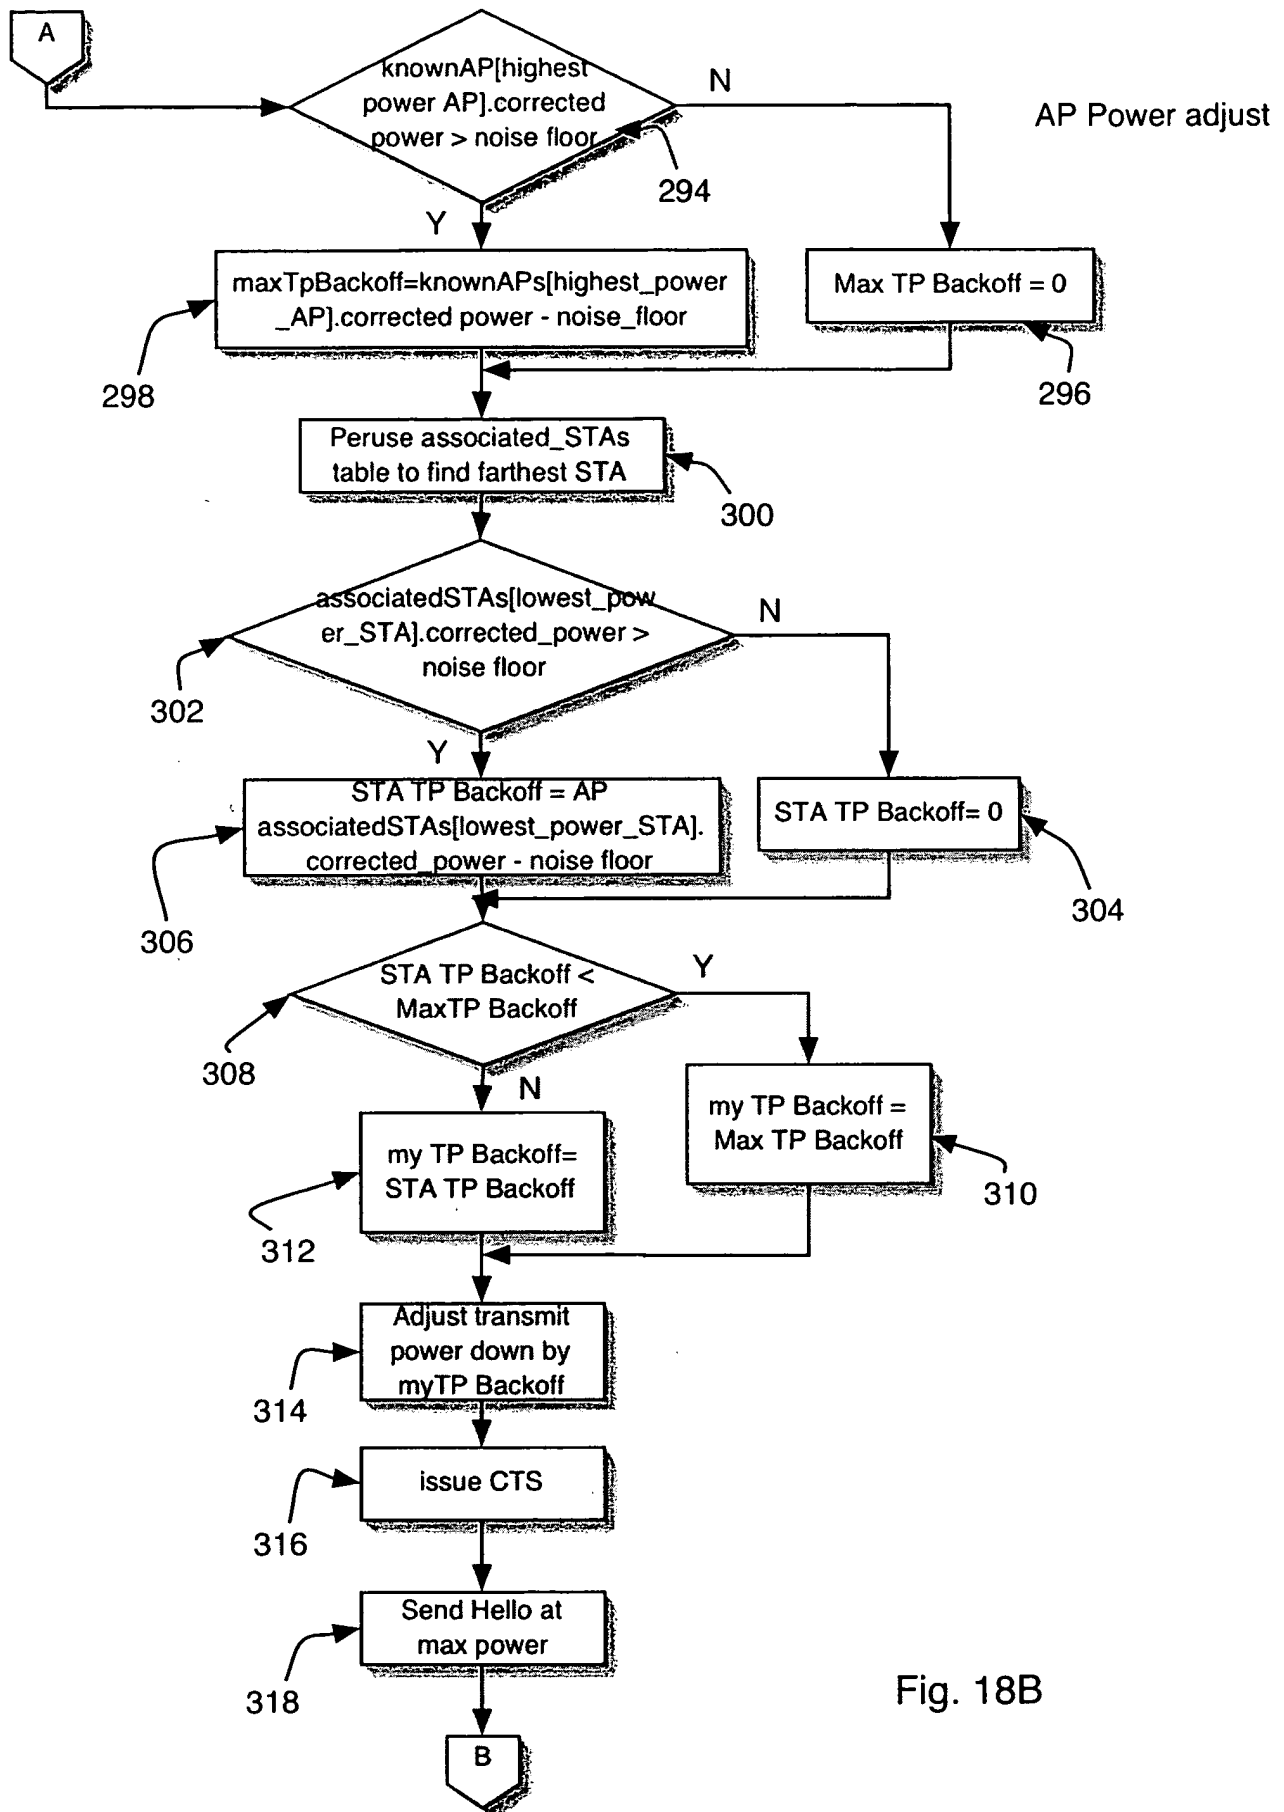 A
knownAP[highest
power AP].corrected
power > noise floor
N
AP Power adjust
294
Y
maxTpBackoff=knownAPs[highest_power
_AP].corrected power - noise_floor
Max TP Backoff = 0
298
296
Peruse associated_STAs
table to find farthest STA
300
associatedSTAs[lowest_pow
er_STA].corrected_power >
noise floor
N
302
Y
STA TP Backoff = AP
associatedSTAs[lowest_power_STA].
corrected_power - noise floor
STA TP Backoff= 0
304
306
STA TP Backoff <
MaxTP Backoff
Y
308
N
my TP Backoff =
Max TP Backoff
my TP Backoff=
STA TP Backoff
310
312
Adjust transmit
power down by
myTP Backoff
314
issue CTS
316
Send Hello at
max power
318
Fig. 18B
B